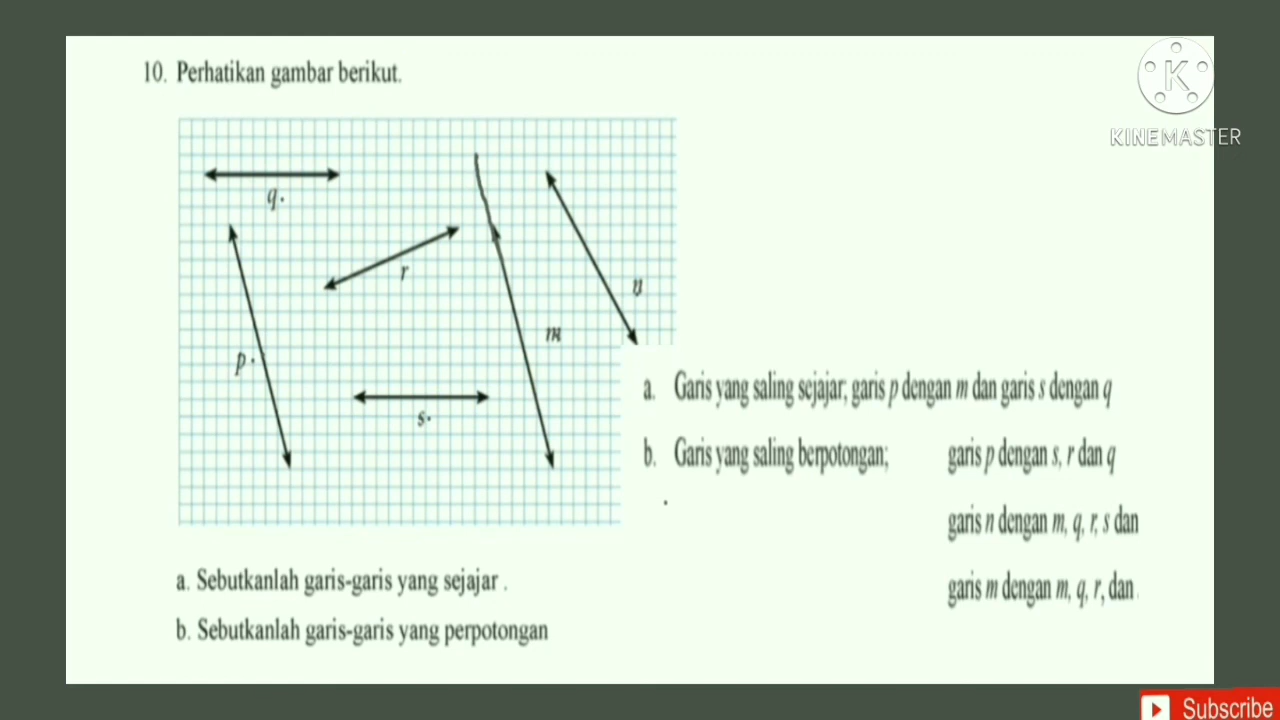 10. Perhatikan gambar berikut.
KINEMASTER
q.
r
n
m
p.
s.
a. Garis yang saling sejajar; garis p dengan m dan garis s dengan q
b. Garis yang saling berpotongan; garis p dengan s, r dan q
garis n dengan m, q, r, s dan
garis m dengan m, q, r, dan
a. Sebutkanlah garis-garis yang sejajar .
b. Sebutkanlah garis-garis yang perpotongan
Subscribe